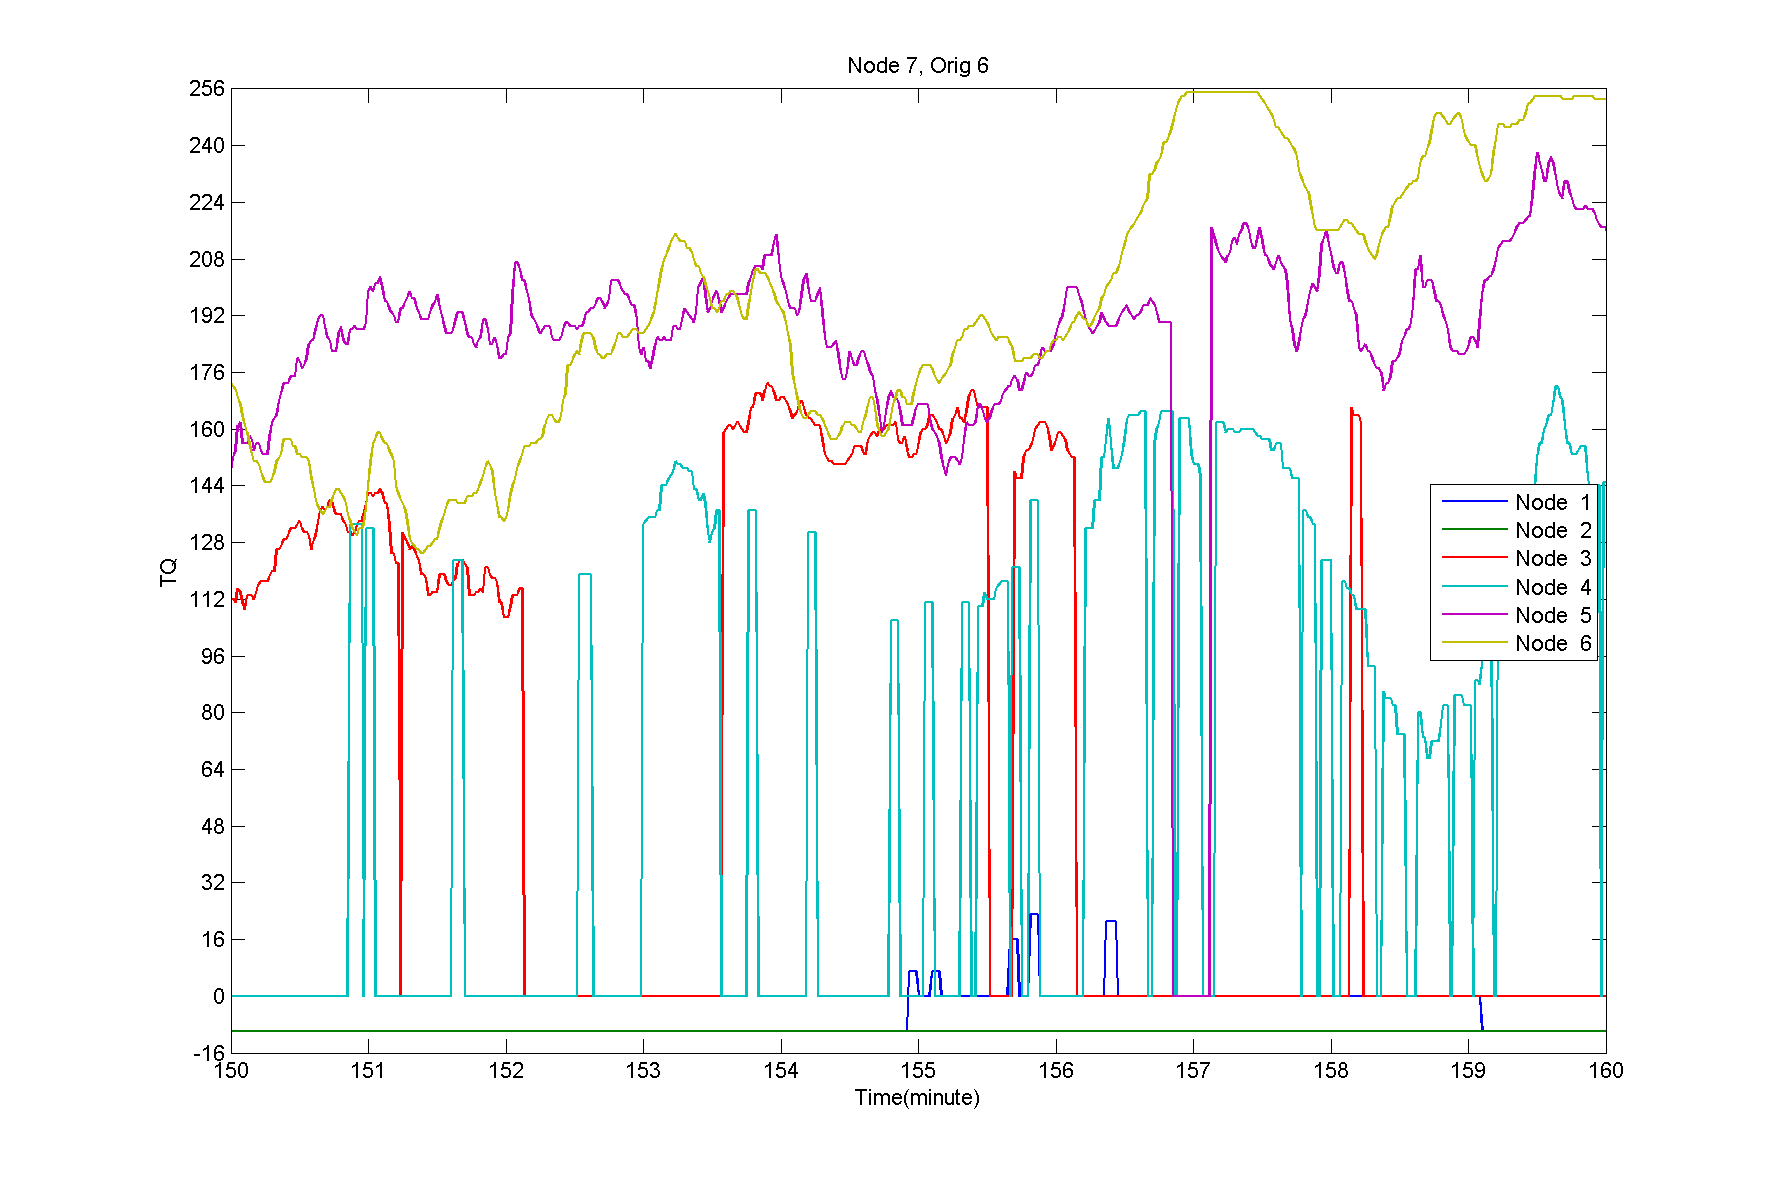 Node 7, Orig 6
256
240
224
208
192
176
160
144
128
112
96
80
64
48
32
16
0
-16
TQ
150 151 152 153 154 155 156 157 158 159 160
Time(minute)
Node 1
Node 2
Node 3
Node 4
Node 5
Node 6